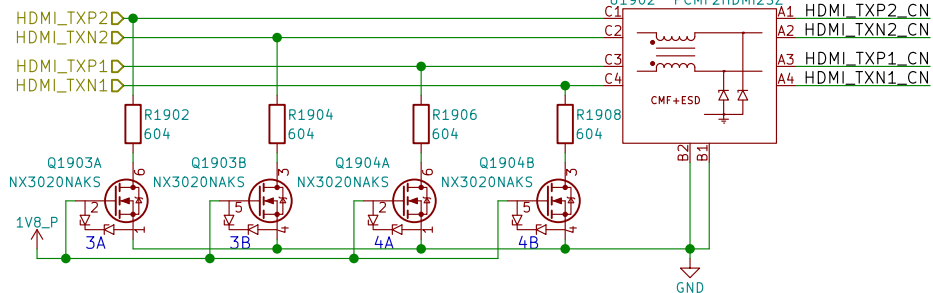 U1902 PCMF2HDMI2SZ
HDMI_TXP2 C1 A1 HDMI_TXP2_CN
HDMI_TXN2 C2 A2 HDMI_TXN2_CN
HDMI_TXP1 C3 A3 HDMI_TXP1_CN
HDMI_TXN1 C4 A4 HDMI_TXN1_CN
CMF+ESD
R1902 R1904 R1906 R1908
604 604 604 604
B2 B1
Q1903A Q1903B Q1904A Q1904B
NX3020NAKS NX3020NAKS NX3020NAKS NX3020NAKS
6 3 6 3
2 5 2 5
1V8_P
1 4 1 4
3A 3B 4A 4B
GND